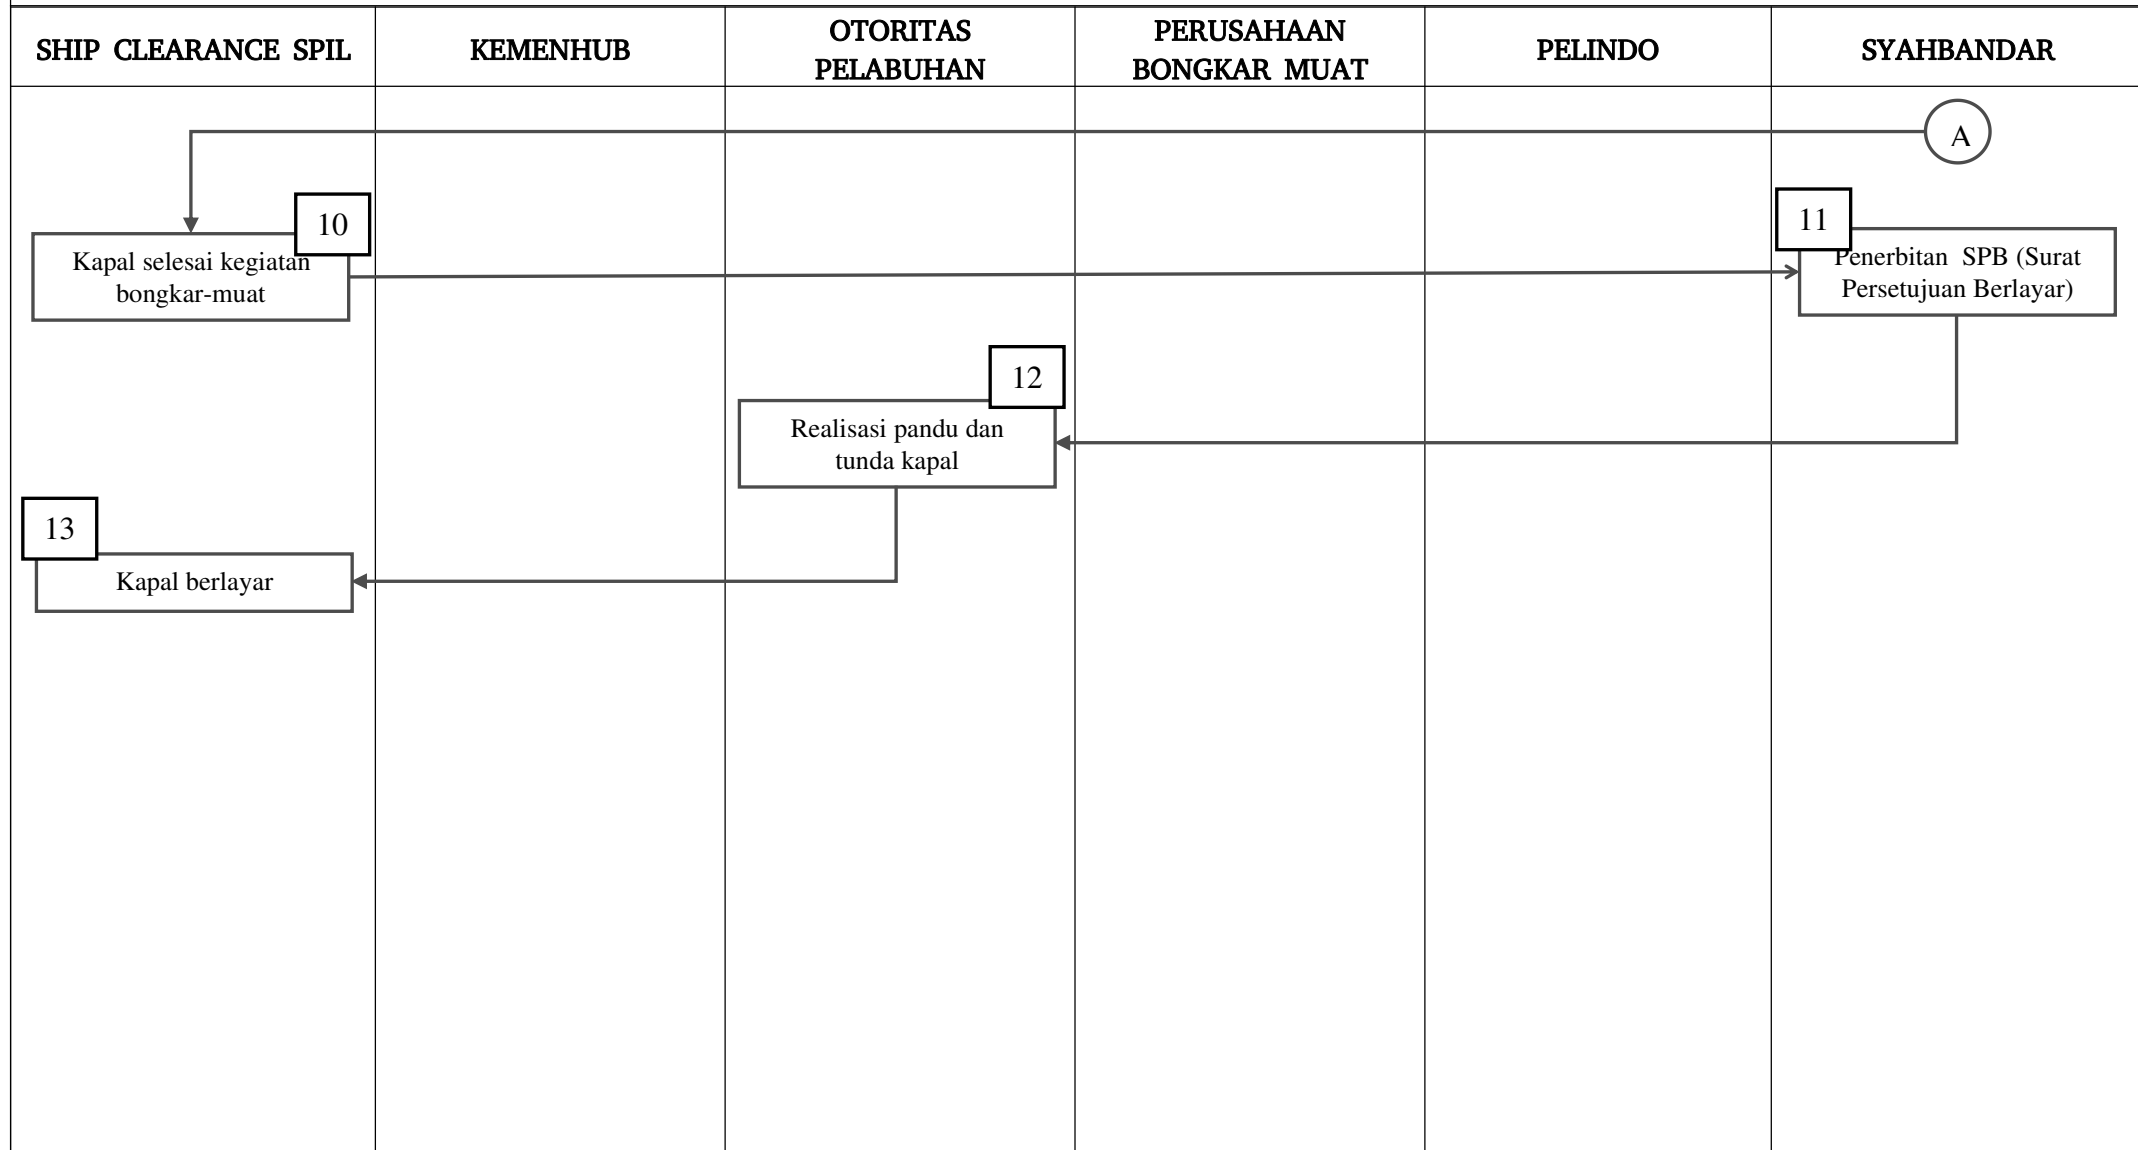 SHIP CLEARANCE SPIL
KEMENHUB
OTORITAS
PELABUHAN
PERUSAHAAN
BONGKAR MUAT
PELINDO
SYAHBANDAR
A
10
Kapal selesai kegiatan
bongkar-muat
11
Penerbitan SPB (Surat
Persetujuan Berlayar)
12
Realisasi pandu dan
tunda kapal
13
Kapal berlayar